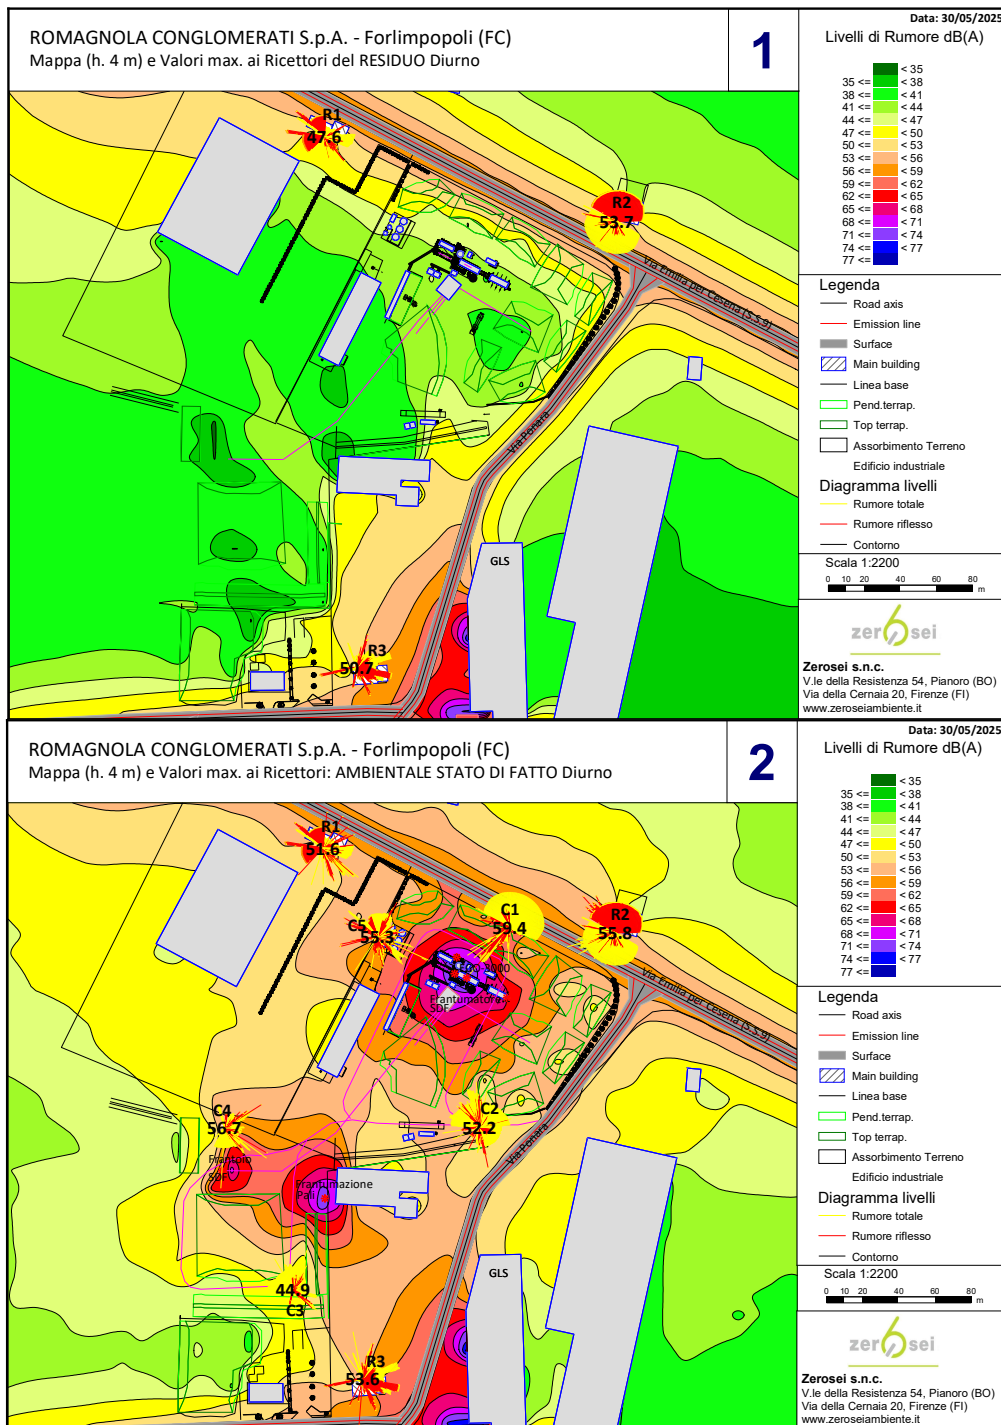 Data: 30/05/2025
ROMAGNOLA CONGLOMERATI S.p.A. - Forlimpopoli (FC)
Mappa (h. 4 m) e Valori max. ai Ricettori del RESIDUO Diurno
1
Livelli di Rumore dB(A)
< 35
35 <= < 38
38 <= < 41
41 <= < 44
44 <= < 47
47 <= < 50
50 <= < 53
53 <= < 56
56 <= < 59
59 <= < 62
62 <= < 65
65 <= < 68
68 <= < 71
71 <= < 74
74 <= < 77
77 <=
Legenda
Road axis
Emission line
Surface
Main building
Linea base
Pend.terrap.
Top terrap.
Assorbimento Terreno
Edificio industriale
Diagramma livelli
Rumore totale
Rumore riflesso
Contorno
Scala 1:2200
0 10 20 40 60 80
m
zer6sei
Zerosei s.n.c.
V.le della Resistenza 54, Pianoro (BO)
Via della Cernaia 20, Firenze (FI)
www.zeroseiambiente.it
R1
47.6
R2
53.7
Via Emilia per Cesena (S.S.9)
Via Ponara
GLS
R3
50.7
Data: 30/05/2025
ROMAGNOLA CONGLOMERATI S.p.A. - Forlimpopoli (FC)
Mappa (h. 4 m) e Valori max. ai Ricettori: AMBIENTALE STATO DI FATTO Diurno
2
Livelli di Rumore dB(A)
< 35
35 <= < 38
38 <= < 41
41 <= < 44
44 <= < 47
47 <= < 50
50 <= < 53
53 <= < 56
56 <= < 59
59 <= < 62
62 <= < 65
65 <= < 68
68 <= < 71
71 <= < 74
74 <= < 77
77 <=
Legenda
Road axis
Emission line
Surface
Main building
Linea base
Pend.terrap.
Top terrap.
Assorbimento Terreno
Edificio industriale
Diagramma livelli
Rumore totale
Rumore riflesso
Contorno
Scala 1:2200
0 10 20 40 60 80
m
zer6sei
Zerosei s.n.c.
V.le della Resistenza 54, Pianoro (BO)
Via della Cernaia 20, Firenze (FI)
www.zeroseiambiente.it
R1
51.6
C1
59.4
R2
55.8
C5
55.3
Frantumatore
SDF
Via Emilia per Cesena (S.S.9)
C4
56.7
C2
52.2
Via Ponara
Frantoio
SDF
Frantumazione
Pali
GLS
44.9
C3
R3
53.6